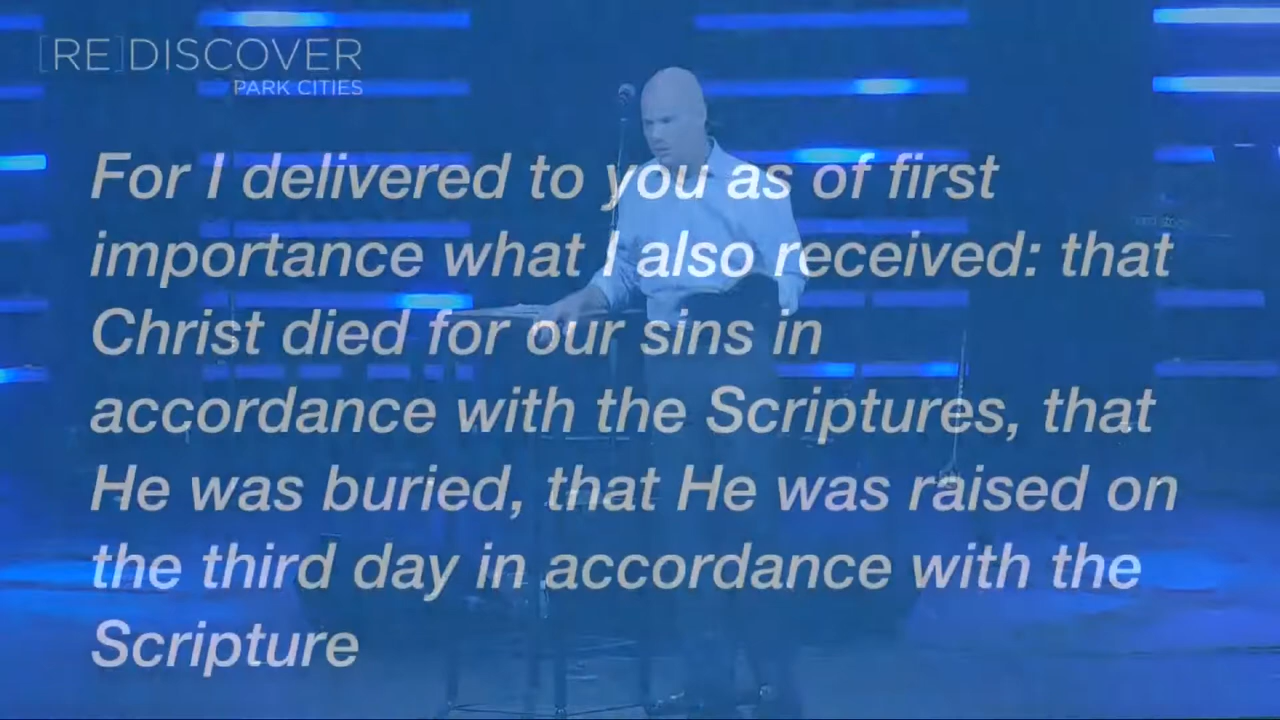 [RE]DISCOVER
PARK CITIES
For I delivered to you as of first
importance what I also received: that
Christ died for our sins in
accordance with the Scriptures, that
He was buried, that He was raised on
the third day in accordance with the
Scripture